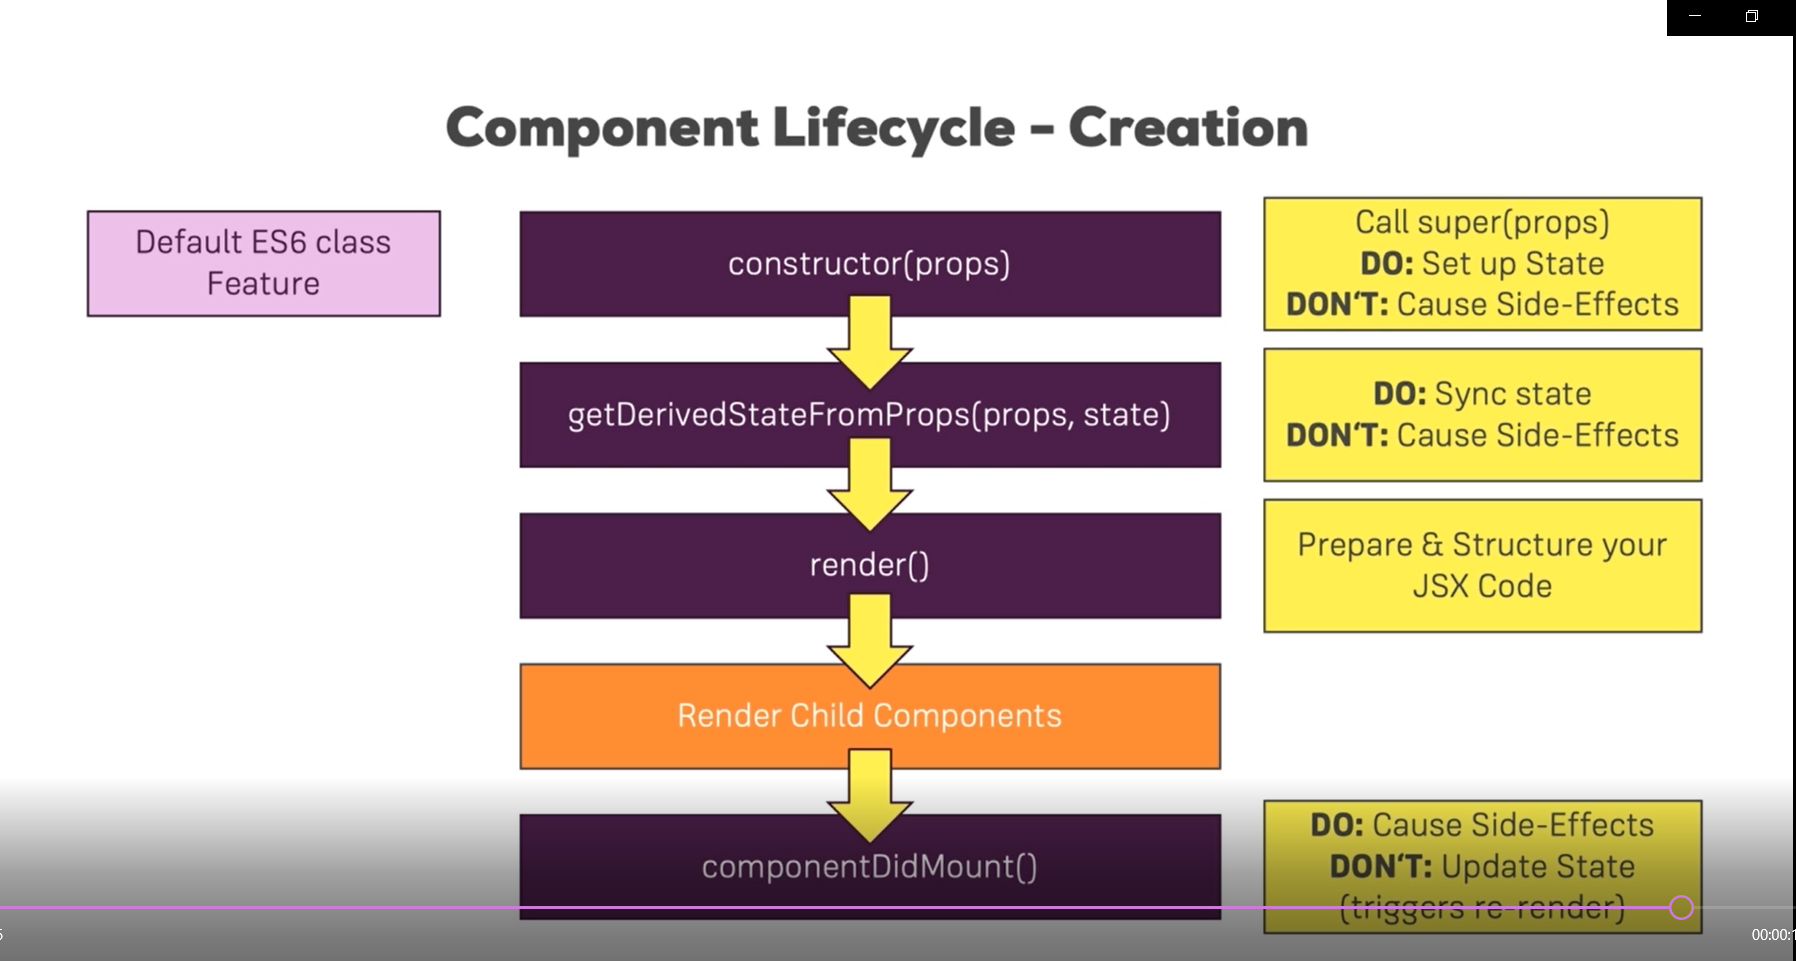 Component Lifecycle - Creation
Default ES6 class
Feature
constructor(props)
Call super(props)
DO: Set up State
DON‘T: Cause Side-Effects
getDerivedStateFromProps(props, state)
DO: Sync state
DON‘T: Cause Side-Effects
render()
Prepare & Structure your
JSX Code
Render Child Components
componentDidMount()
DO: Cause Side-Effects
DON‘T: Update State
(triggers re-render)
00:00:1